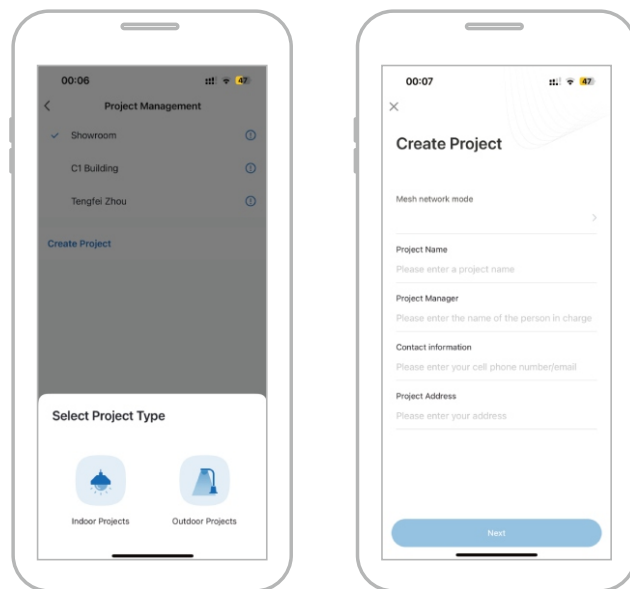 00:06
47
Project Management
Showroom
C1 Building
Tengfei Zhou
Create Project
Select Project Type
Indoor Projects
Outdoor Projects
00:07
47
Create Project
Mesh network mode
Project Name
Please enter a project name
Project Manager
Please enter the name of the person in charge
Contact information
Please enter your cell phone number/email
Project Address
Please enter your address
Next